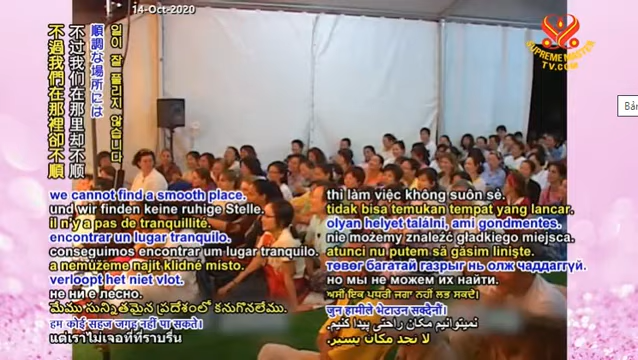 14-Oct-2020
SUPREME MASTER
TV.COM
Bản
일이 잘 풀리지 않습니다.
順調な場所には
不过我们在那里却不顺
不過我們在那裡卻不順
we cannot find a smooth place.
und wir finden keine ruhige Stelle.
il n'y a pas de tranquillité.
encontrar un lugar tranquilo.
conseguimos encontrar um lugar tranquilo.
a nemůžeme najít klidné místo.
verloopt het niet vlot.
не ни е лесно.
మేము సున్నితమైన ప్రదేశంలో కనుగొనలేము.
हम कोई सहज जगह नहीं पा सकते।
แต่เราไม่เจอที่ที่ราบรื่น
thì làm việc không suôn sẻ.
tidak bisa temukan tempat yang lancar.
olyan helyet találni, ami gondmentes.
nie możemy znaleźć gładkiego miejsca.
atunci nu putem să găsim liniște.
төвөг багатай газрыг нь олж чаддаггүй.
но мы не можем их найти.
ਅਸੀਂ ਇਕ ਪਧਰੀ ਜਗਾ ਨਹੀਂ ਲਭ ਸਕਦੇ।
जुन हामीले भेटाउन सक्दैनौं।
نمیتوانیم مکان راحتی پیدا کنیم.
لا نجد مكان يسير.